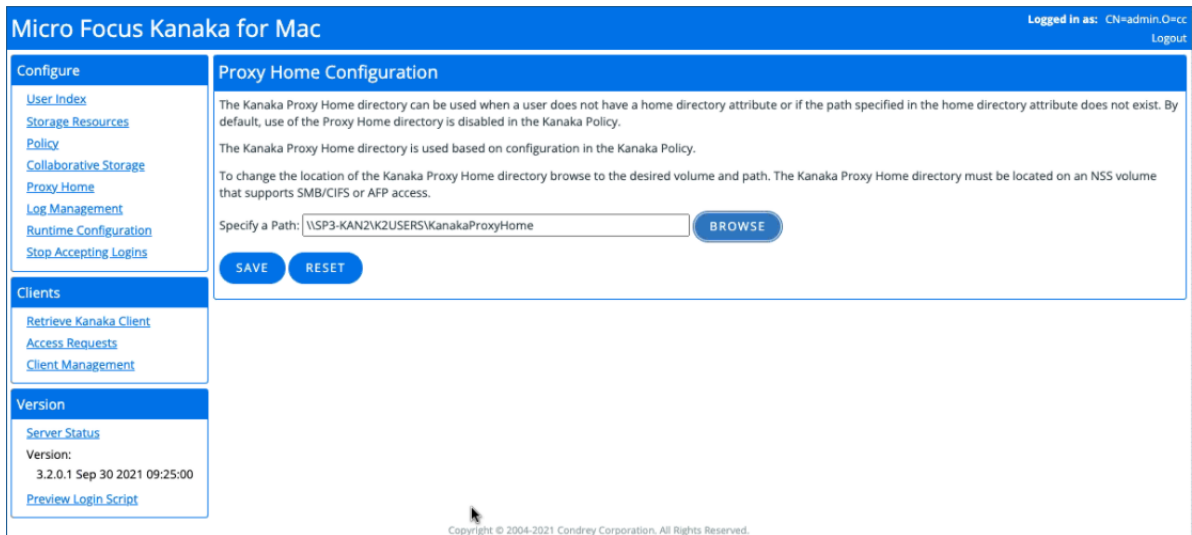 Micro Focus Kanaka for Mac
Logged in as: CN=admin.O=cc
Logout
Configure
User Index
Storage Resources
Policy
Collaborative Storage
Proxy Home
Log Management
Runtime Configuration
Stop Accepting Logins
Clients
Retrieve Kanaka Client
Access Requests
Client Management
Version
Server Status
Version:
3.2.0.1 Sep 30 2021 09:25:00
Preview Login Script
Proxy Home Configuration
The Kanaka Proxy Home directory can be used when a user does not have a home directory attribute or if the path specified in the home directory attribute does not exist. By
default, use of the Proxy Home directory is disabled in the Kanaka Policy.
The Kanaka Proxy Home directory is used based on configuration in the Kanaka Policy.
To change the location of the Kanaka Proxy Home directory browse to the desired volume and path. The Kanaka Proxy Home directory must be located on an NSS volume
that supports SMB/CIFS or AFP access.
Specify a Path: \\SP3-KAN2\K2USERS\KanakaProxyHome BROWSE
SAVE RESET
Copyright © 2004-2021 Condrey Corporation. All Rights Reserved.